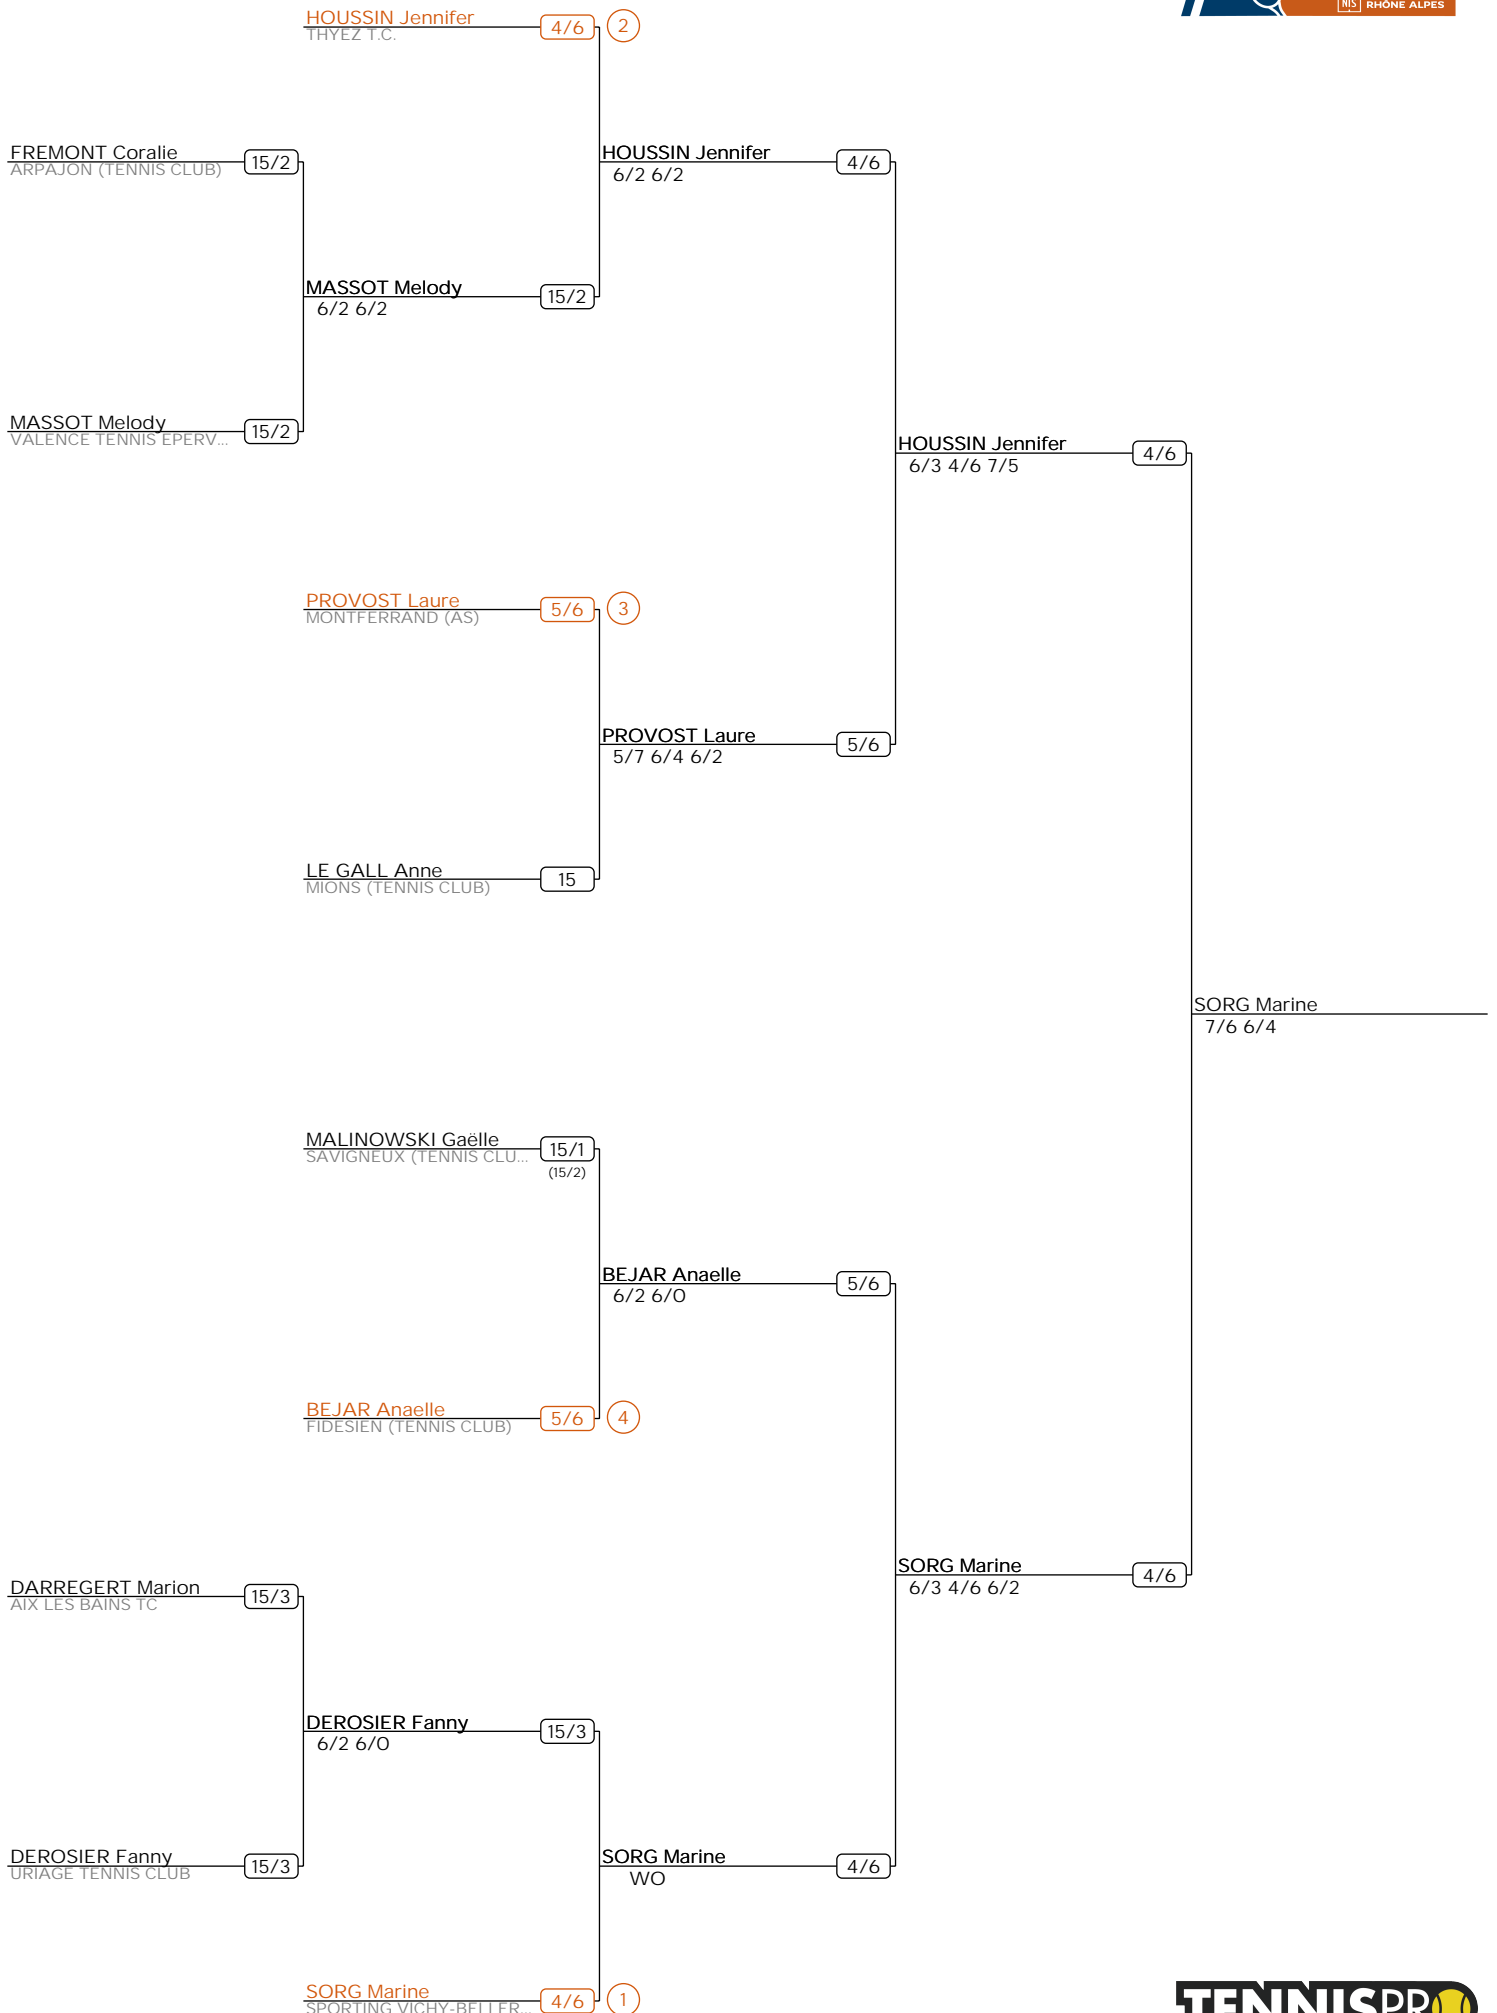 NIS
RHÔNE ALPES
HOUSSIN Jennifer
THYEZ T.C.
4/6
2
FREMONT Coralie
ARPAJON (TENNIS CLUB)
15/2
HOUSSIN Jennifer
6/2 6/2
4/6
MASSOT Melody
6/2 6/2
15/2
MASSOT Melody
VALENCE TENNIS EPERV...
15/2
HOUSSIN Jennifer
6/3 4/6 7/5
4/6
PROVOST Laure
MONTFERRAND (AS)
5/6
3
PROVOST Laure
5/7 6/4 6/2
5/6
LE GALL Anne
MIONS (TENNIS CLUB)
15
SORG Marine
7/6 6/4
MALINOWSKI Gaëlle
SAVIGNEUX (TENNIS CLU...
15/1
(15/2)
BEJAR Anaelle
6/2 6/0
5/6
BEJAR Anaelle
FIDESIEN (TENNIS CLUB)
5/6
4
SORG Marine
6/3 4/6 6/2
4/6
DARREGERT Marion
AIX LES BAINS TC
15/3
DEROSIER Fanny
6/2 6/0
15/3
DEROSIER Fanny
URIAGE TENNIS CLUB
15/3
SORG Marine
WO
4/6
SORG Marine
SPORTING VICHY-BELLER...
4/6
1
TENNISPRO